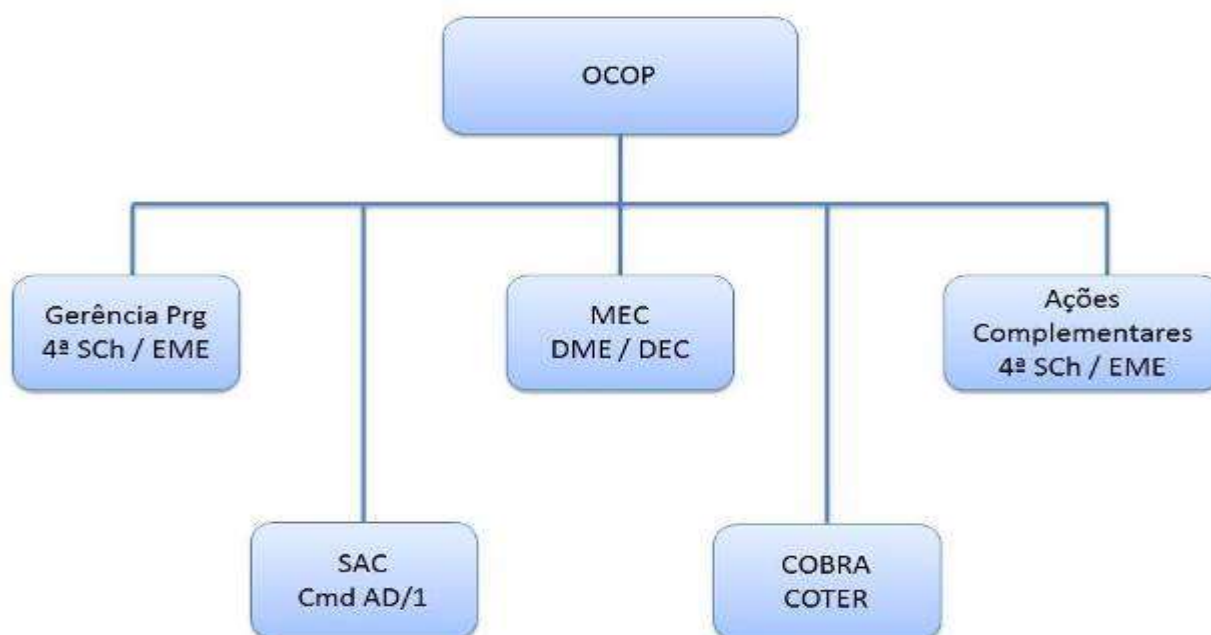 OCOP
Gerência Prg
4ª SCh / EME
MEC
DME / DEC
Ações
Complementares
4ª SCh / EME
SAC
Cmd AD/1
COBRA
COTER